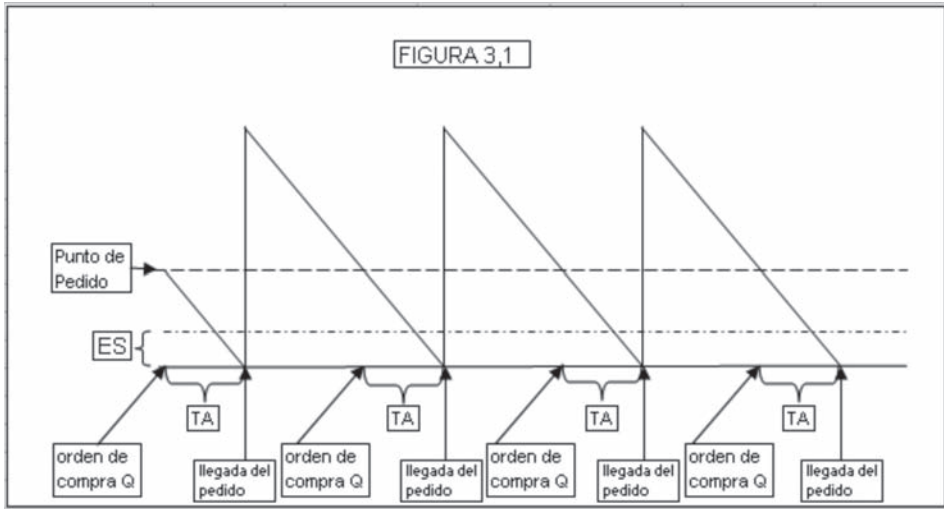 FIGURA 3,1
Punto de
Pedido
ES
TA
TA
TA
TA
orden de
compra Q
llegada del
pedido
orden de
compra Q
llegada del
pedido
orden de
compra Q
llegada del
pedido
orden de
compra Q
llegada del
pedido